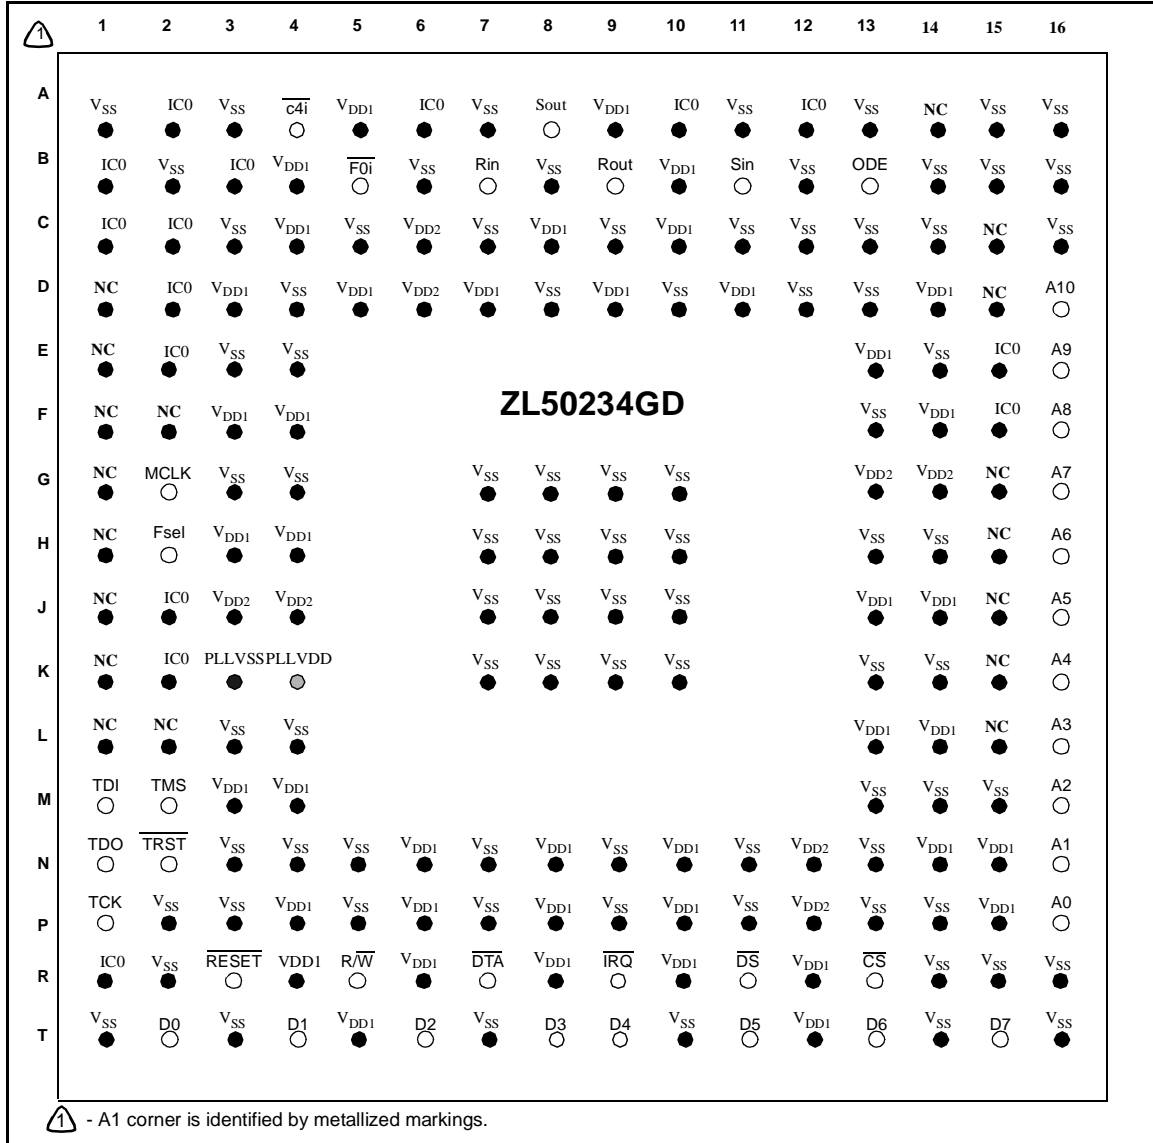 1 1 2 3 4 5 6 7 8 9 10 11 12 13 14 15 16
A VSS IC0 VSS c4i VDD1 IC0 VSS Sout VDD1 IC0 VSS IC0 VSS NC VSS VSS
B IC0 VSS IC0 VDD1 F0i VSS Rin VSS Rout VDD1 Sin VSS ODE VSS VSS VSS
C IC0 IC0 VSS VDD1 VSS VDD2 VSS VDD1 VSS VDD1 VSS VSS VSS VSS NC VSS
D NC IC0 VDD1 VSS VDD1 VDD2 VDD1 VSS VDD1 VSS VDD1 VSS VSS VDD1 NC A10
E NC IC0 VSS VSS VDD1 VSS IC0 A9
ZL50234GD
F NC NC VDD1 VDD1 VSS VDD1 IC0 A8
G NC MCLK VSS VSS VSS VSS VSS VSS VDD2 VDD2 NC A7
H NC Fsel VDD1 VDD1 VSS VSS VSS VSS VSS VSS NC A6
J NC IC0 VDD2 VDD2 VSS VSS VSS VSS VDD1 VDD1 NC A5
K NC IC0 PLLVSS PLLVDD VSS VSS VSS VSS VSS VSS NC A4
L NC NC VSS VSS VDD1 VDD1 NC A3
M TDI TMS VDD1 VDD1 VSS VSS VSS A2
N TDO TRST VSS VSS VSS VDD1 VSS VDD1 VSS VDD1 VSS VDD2 VSS VDD1 VDD1 A1
P TCK VSS VSS VDD1 VSS VDD1 VSS VDD1 VSS VDD1 VSS VDD2 VSS VSS VDD1 A0
R IC0 VSS RESET VDD1 R/W VDD1 DTA VDD1 IRQ VDD1 DS VDD1 CS VSS VSS VSS
T VSS D0 VSS D1 VDD1 D2 VSS D3 D4 VSS D5 VDD1 D6 VSS D7 VSS
1 - A1 corner is identified by metallized markings.